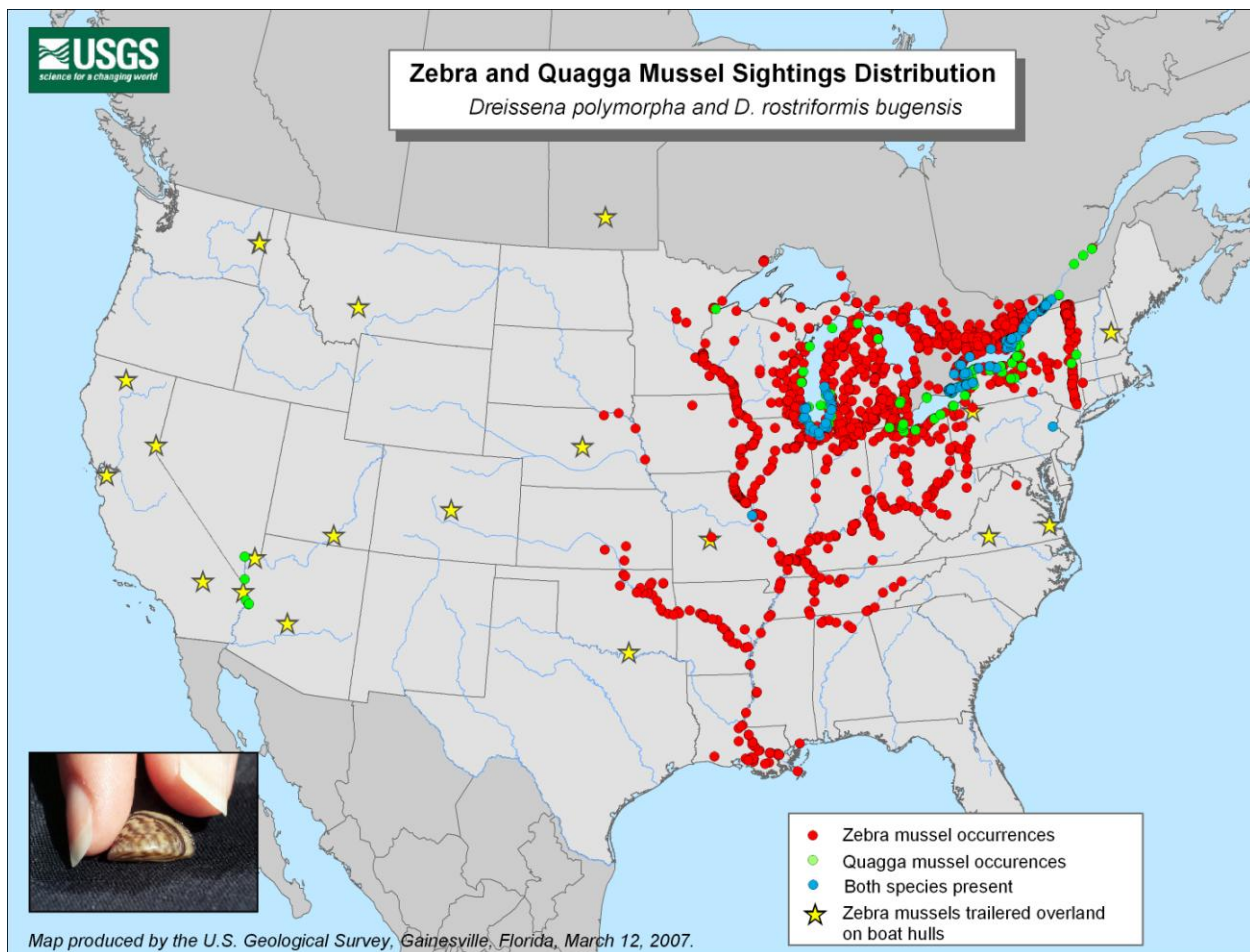 USGS
science for a changing world
Zebra and Quagga Mussel Sightings Distribution
Dreissena polymorpha and D. rostriformis bugensis
Zebra mussel occurrences
Quagga mussel occurences
Both species present
Zebra mussels trailered overland
on boat hulls
Map produced by the U.S. Geological Survey, Gainesville, Florida, March 12, 2007.